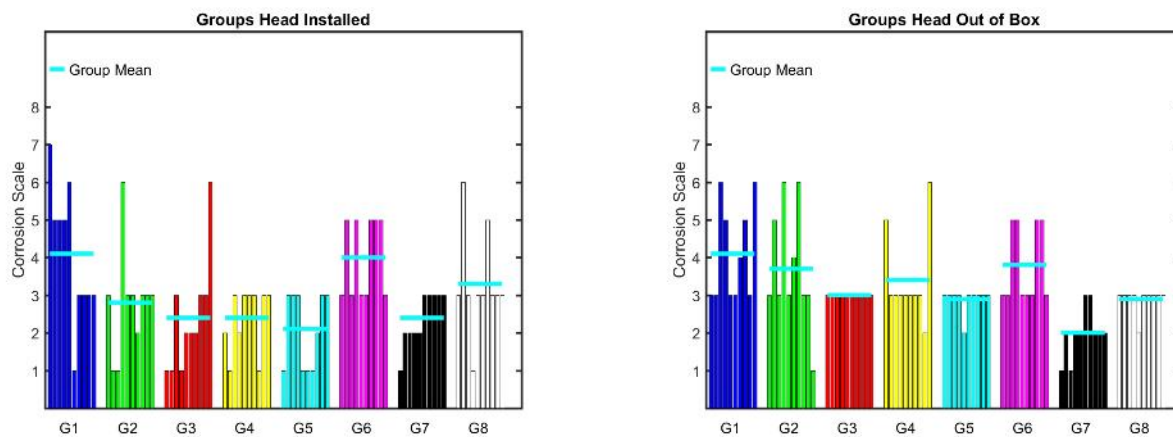 Groups Head Installed
Group Mean
8
7
6
5
4
3
2
1
Corrosion Scale
G1 G2 G3 G4 G5 G6 G7 G8
Groups Head Out of Box
Group Mean
8
7
6
5
4
3
2
1
Corrosion Scale
G1 G2 G3 G4 G5 G6 G7 G8